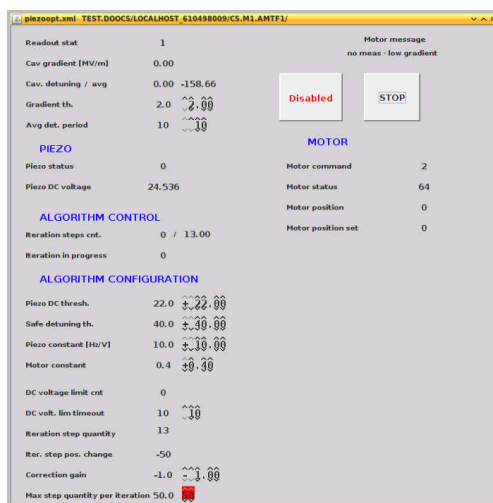 piezoopt.xml TEST.DOOCS/LOCALHOST_610498009/CS.M1.AMTF1/
Readout stat 1
Cav gradient [MV/m] 0.00
Cav. detuning / avg 0.00 -158.66
Gradient th. 2.0 2.00
Avg det. period 10 10
Motor message
no meas - low gradient
Disabled
STOP
PIEZO
Piezo status 0
Piezo DC voltage 24.536
MOTOR
Motor command 2
Motor status 64
Motor position 0
Motor position set 0
ALGORITHM CONTROL
Iteration steps cnt. 0 / 13.00
Iteration in progress 0
ALGORITHM CONFIGURATION
Piezo DC thresh. 22.0 +22.00
Safe detuning th. 40.0 +40.00
Piezo constant [Hz/V] 10.0 +10.00
Motor constant 0.4 +0.40
DC voltage limit cnt 0
DC volt. lim timeout 10 10
Iteration step quantity 13
Iter. step pos. change -50
Correction gain -1.0 -1.00
Max step quantity per iteration 50.0 50